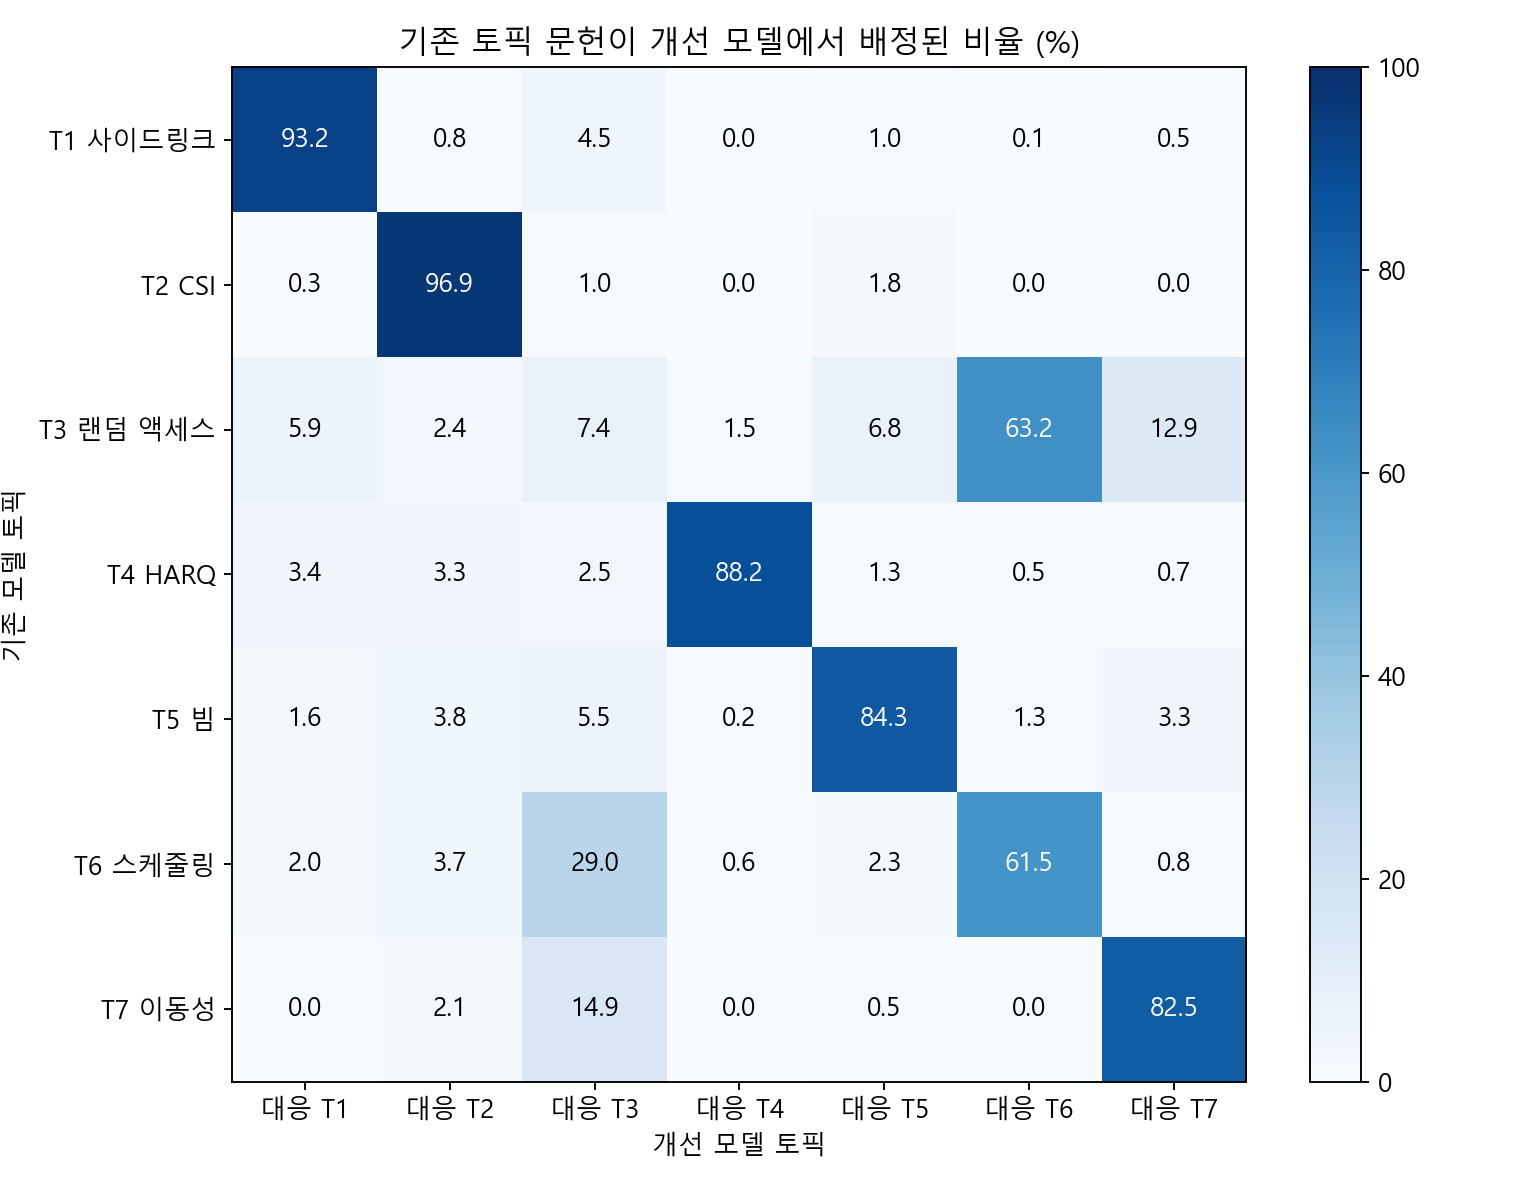 기존 토픽 문헌이 개선 모델에서 배정된 비율 (%)
기존 모델 토픽
T1 사이드링크 93.2 0.8 4.5 0.0 1.0 0.1 0.5
T2 CSI 0.3 96.9 1.0 0.0 1.8 0.0 0.0
T3 랜덤 액세스 5.9 2.4 7.4 1.5 6.8 63.2 12.9
T4 HARQ 3.4 3.3 2.5 88.2 1.3 0.5 0.7
T5 빔 1.6 3.8 5.5 0.2 84.3 1.3 3.3
T6 스케줄링 2.0 3.7 29.0 0.6 2.3 61.5 0.8
T7 이동성 0.0 2.1 14.9 0.0 0.5 0.0 82.5
대응 T1 대응 T2 대응 T3 대응 T4 대응 T5 대응 T6 대응 T7
개선 모델 토픽
100
80
60
40
20
0